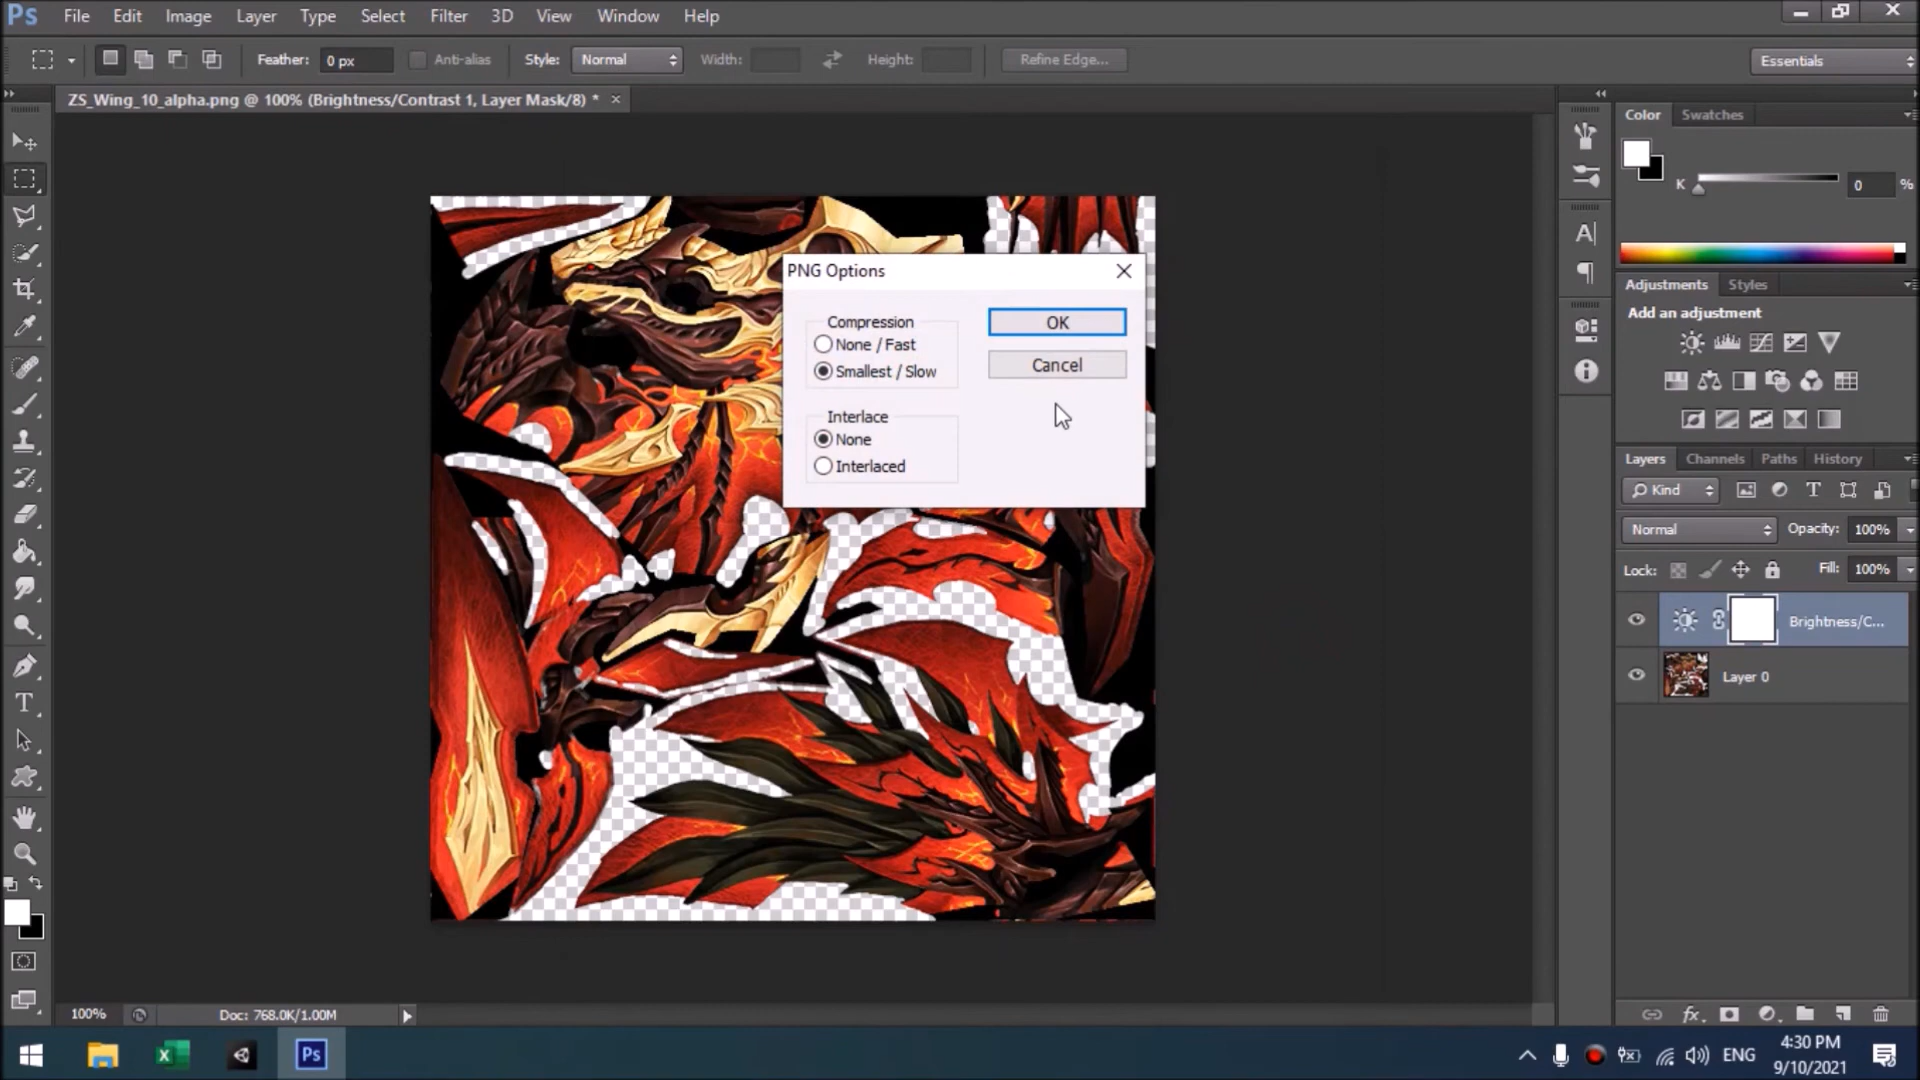 Ps File Edit Image Layer Type Select Filter 3D View Window Help
Feather: 0 px Anti-alias Style: Normal Width: Height: Refine Edge... Essentials
ZS_Wing_10_alpha.png @ 100% (Brightness/Contrast 1, Layer Mask/8) * ×
Color Swatches
K 0 %
Adjustments Styles
Add an adjustment
Layers Channels Paths History
Kind
Normal Opacity: 100%
Lock: Fill: 100%
Brightness/C...
Layer 0
PNG Options
Compression
None / Fast
Smallest / Slow
Interlace
None
Interlaced
OK
Cancel
100% Doc: 768.0K/1.00M
Ps
ENG
4:30 PM
9/10/2021